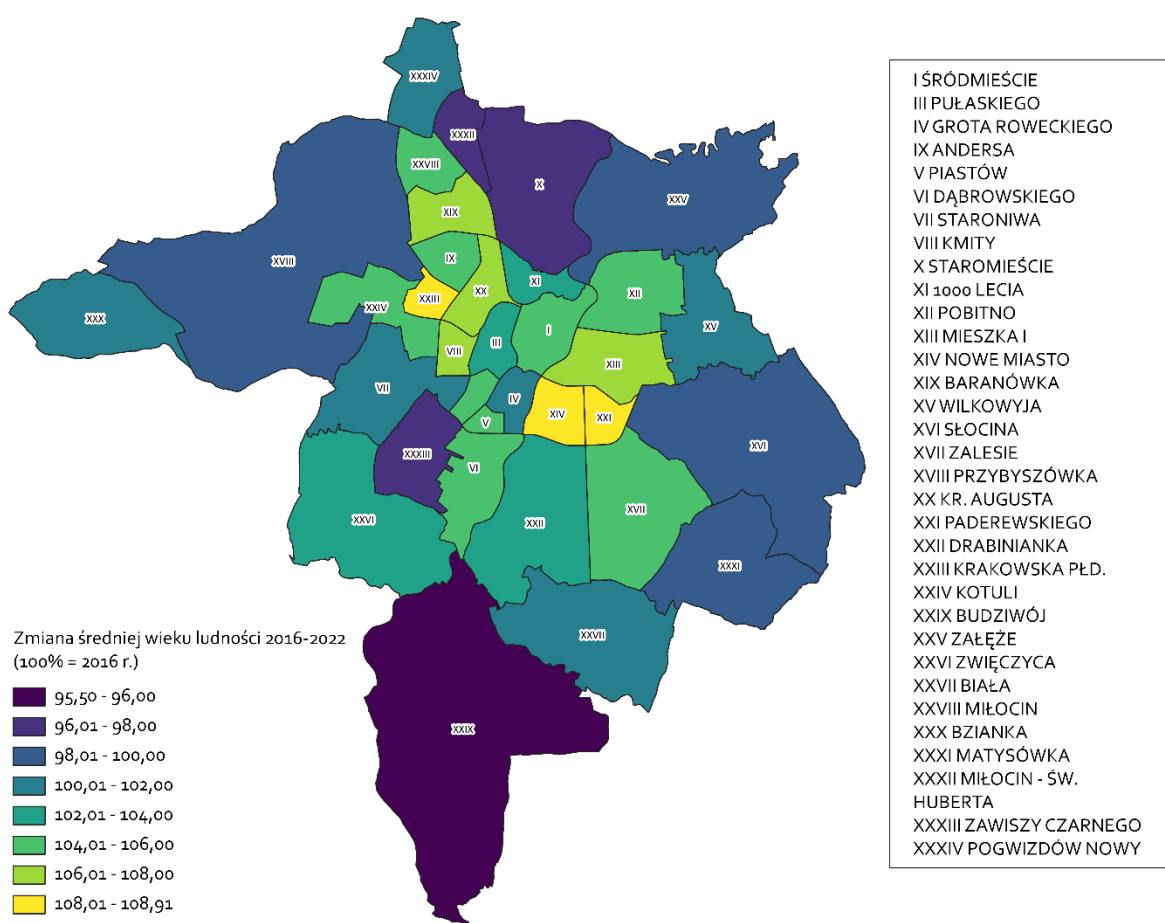 XXXIV
XXXII
XXVIII
X
XXV
XIX
IX
XVIII
XI
XII
XX
XXIII
XXIV
I
XV
XXX
III
VIII
XIII
VII
IV
XIV
XXI
V
XVI
XXXIII
VI
XXVI
XXII
XVII
XXXI
XXVII
XXIX
Zmiana średniej wieku ludności 2016-2022
(100% = 2016 r.)
95,50 - 96,00
96,01 - 98,00
98,01 - 100,00
100,01 - 102,00
102,01 - 104,00
104,01 - 106,00
106,01 - 108,00
108,01 - 108,91
I ŚRÓDMIEŚCIE
III PUŁASKIEGO
IV GROTA ROWECKIEGO
IX ANDERSA
V PIASTÓW
VI DĄBROWSKIEGO
VII STARONIWA
VIII KMITY
X STAROMIEŚCIE
XI 1000 LECIA
XII POBITNO
XIII MIESZKA I
XIV NOWE MIASTO
XIX BARANÓWKA
XV WILKOWYJA
XVI SŁOCINA
XVII ZALESIE
XVIII PRZYBYSZÓWKA
XX KR. AUGUSTA
XXI PADEREWSKIEGO
XXII DRABINIANKA
XXIII KRAKOWSKA PŁD.
XXIV KOTULI
XXIX BUDZIWÓJ
XXV ZAŁĘŻE
XXVI ZWIĘCZYCA
XXVII BIAŁA
XXVIII MIŁOCIN
XXX BZIANKA
XXXI MATYSÓWKA
XXXII MIŁOCIN - ŚW.
HUBERTA
XXXIII ZAWISZY CZARNEGO
XXXIV POGWIZDÓW NOWY